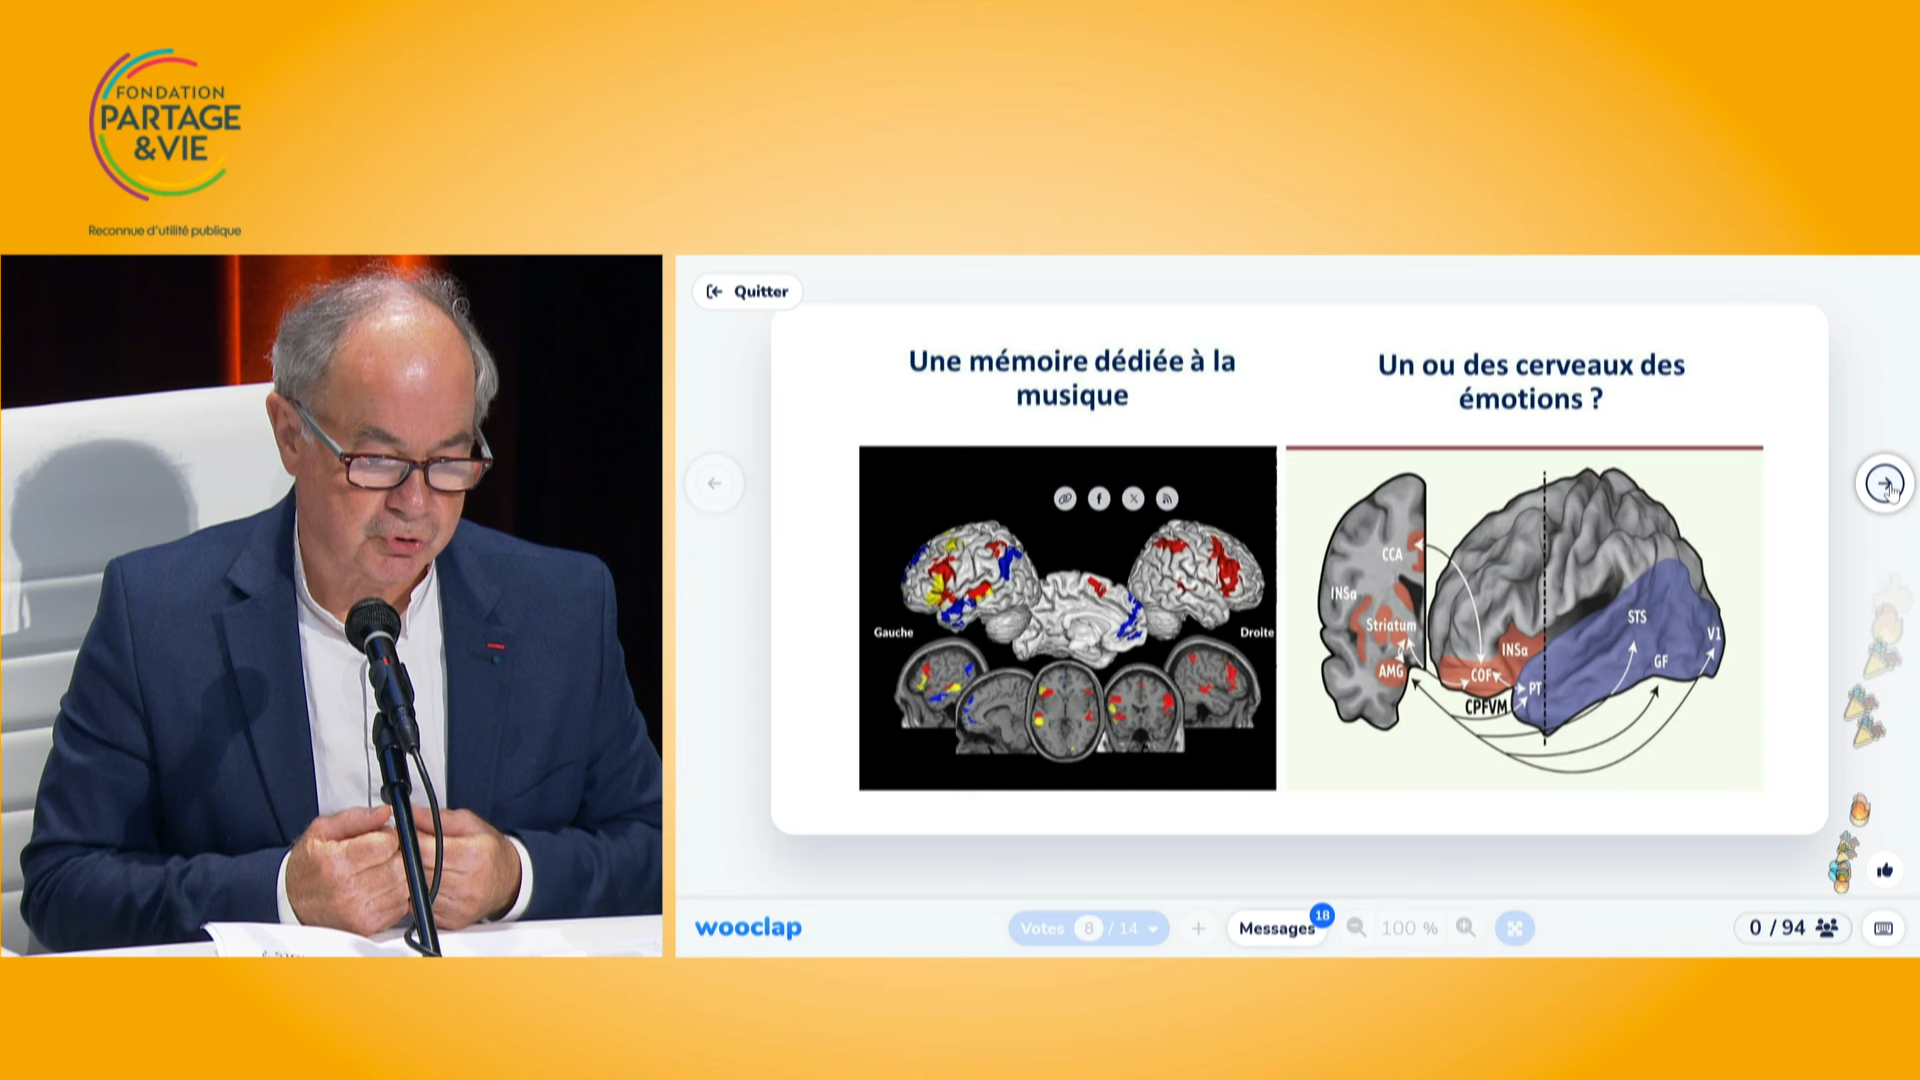 FONDATION
PARTAGE
&VIE
Reconnue d'utilité publique
Quitter
Une mémoire dédiée à la
musique
Un ou des cerveaux des
émotions ?
Gauche
Droite
CCA
INSa
Striatum
AMG
INSa
COF
PT
CPFVM
STS
GF
V1
wooclap
Votes 8 / 14
Messages 18
100 %
0 / 94